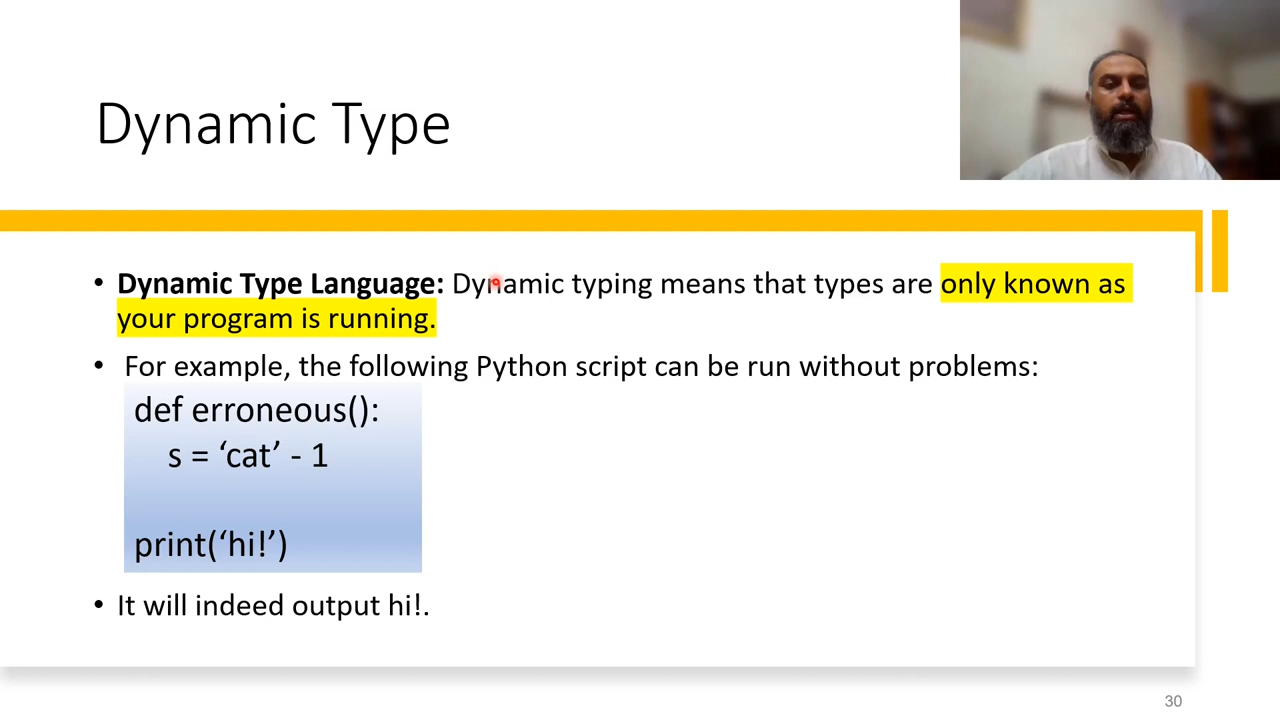 Dynamic Type
• Dynamic Type Language: Dynamic typing means that types are only known as
your program is running.
• For example, the following Python script can be run without problems:
def erroneous():
s = ‘cat’ - 1
print(‘hi!’)
• It will indeed output hi!.
30